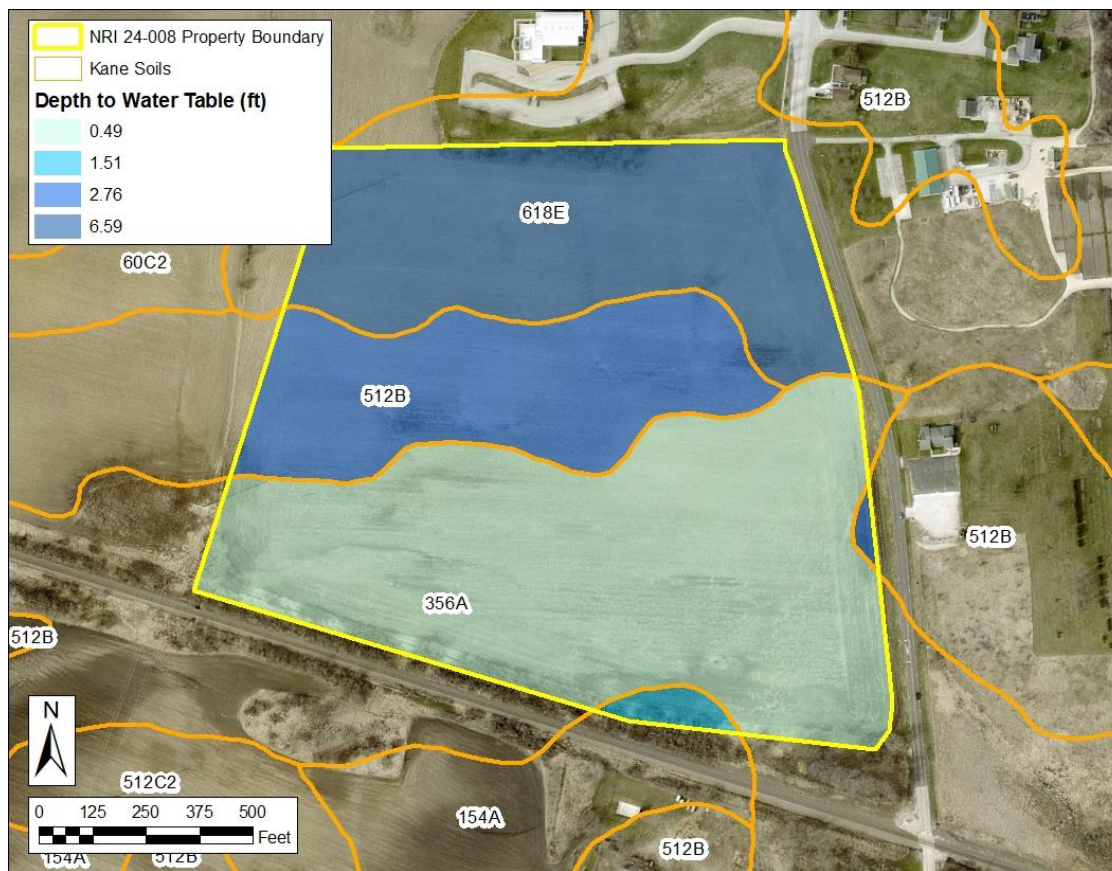 NRI 24-008 Property Boundary
Kane Soils
Depth to Water Table (ft)
0.49
1.51
2.76
6.59
512B
618E
60C2
512B
512B
356A
512B
N
512C2
0 125 250 375 500
Feet
154A
154A
512B
512B